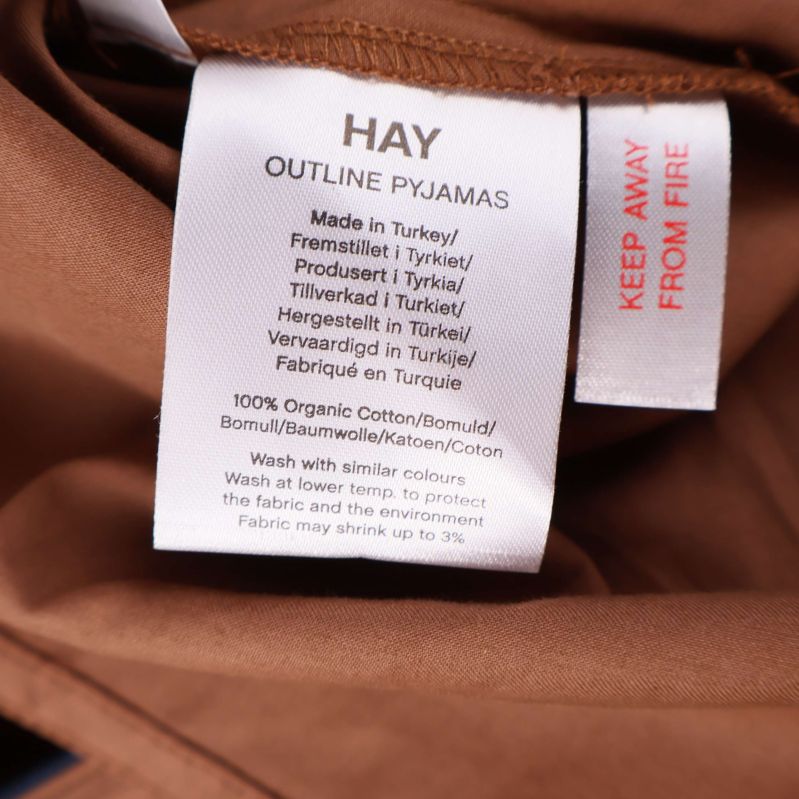 HAY
OUTLINE PYJAMAS
Made in Turkey/
Fremstillet i Tyrkiet/
Produsert i Tyrkia/
Tillverkad i Turkiet/
Hergestellt in Türkei/
Vervaardigd in Turkije/
Fabriqué en Turquie
100% Organic Cotton/Bomuld/
Bomull/Baumwolle/Katoen/Coton
Wash with similar colours
Wash at lower temp. to protect
the fabric and the environment
Fabric may shrink up to 3%
KEEP AWAY
FROM FIRE